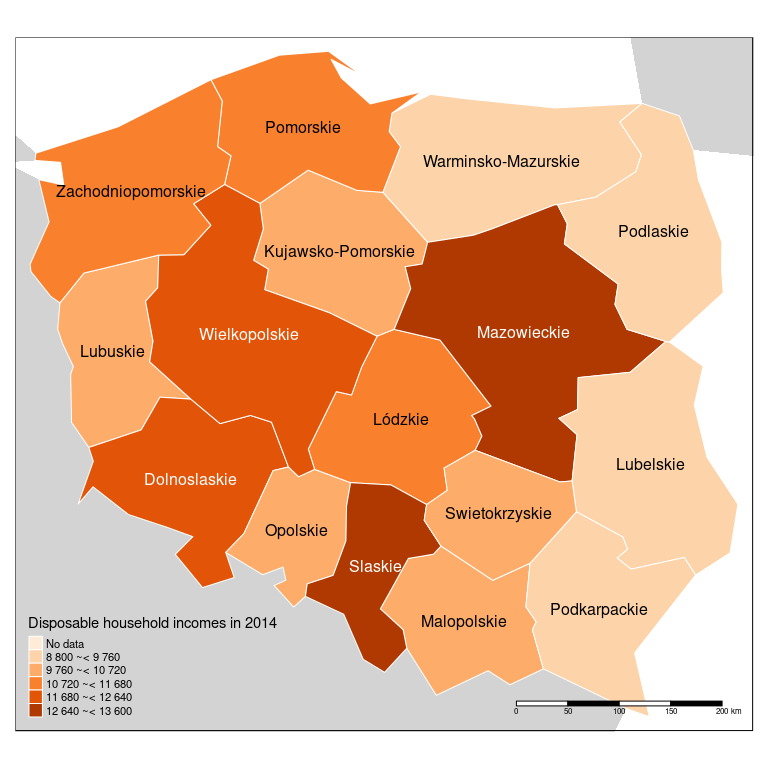 Pomorskie
Warminsko-Mazurskie
Zachodniopomorskie
Podlaskie
Kujawsko-Pomorskie
Wielkopolskie
Mazowieckie
Lubuskie
Lódzkie
Lubelskie
Dolnoslaskie
Swietokrzyskie
Opolskie
Slaskie
Podkarpackie
Malopolskie
Disposable household incomes in 2014
No data
8 800 ~< 9 760
9 760 ~< 10 720
10 720 ~< 11 680
11 680 ~< 12 640
12 640 ~< 13 600
0 50 100 150 200 km